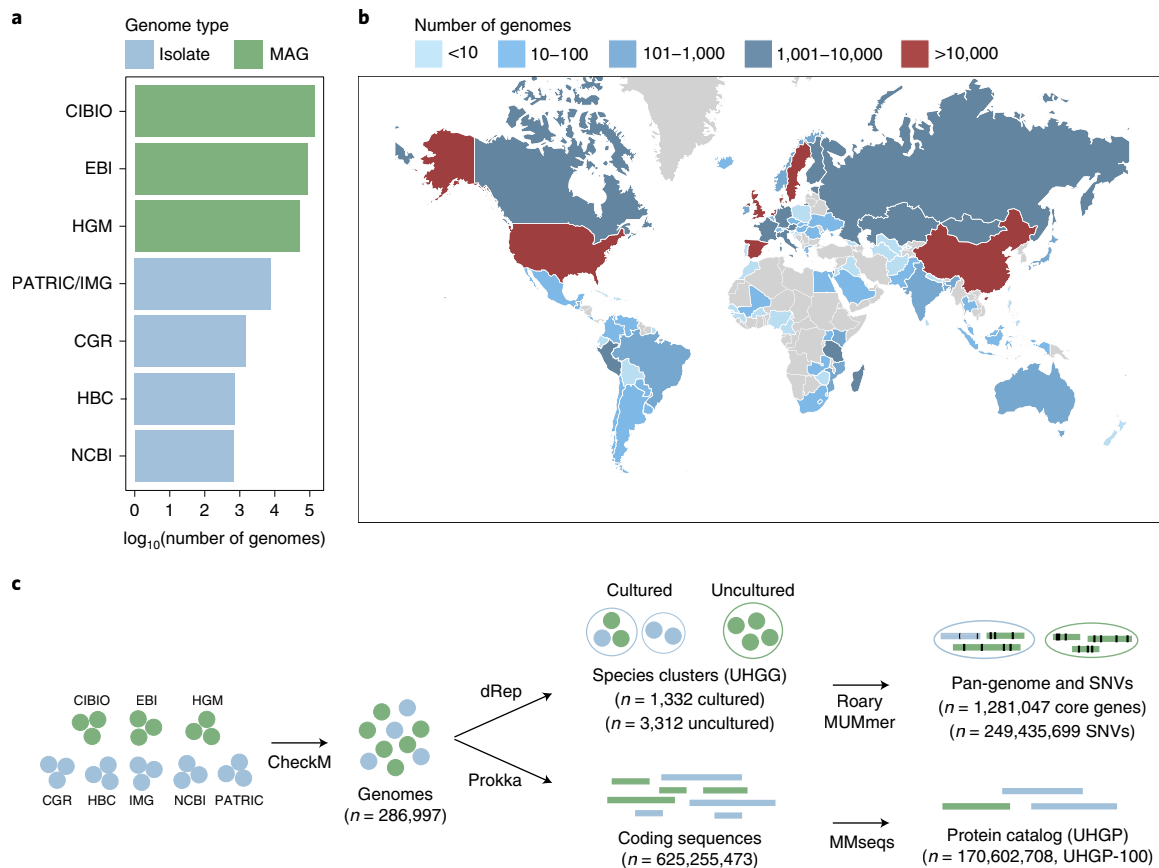 a
Genome type
Isolate MAG
CIBIO
EBI
HGM
PATRIC/IMG
CGR
HBC
NCBI
0 1 2 3 4 5
log10(number of genomes)
b
Number of genomes
<10 10–100 101–1,000 1,001–10,000 >10,000
c
CIBIO EBI HGM
CGR HBC IMG NCBI PATRIC
CheckM
Genomes
(n = 286,997)
dRep
Prokka
Cultured Uncultured
Species clusters (UHGG)
(n = 1,332 cultured)
(n = 3,312 uncultured)
Coding sequences
(n = 625,255,473)
Roary
MUMmer
MMseqs
Pan-genome and SNVs
(n = 1,281,047 core genes)
(n = 249,435,699 SNVs)
Protein catalog (UHGP)
(n = 170,602,708, UHGP-100)